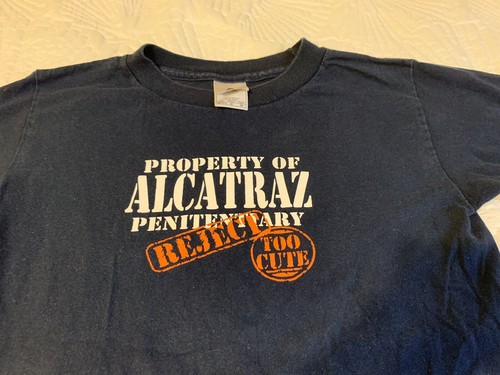 PROPERTY OF
ALCATRAZ
PENITENTIARY
REJECT
TOO
CUTE